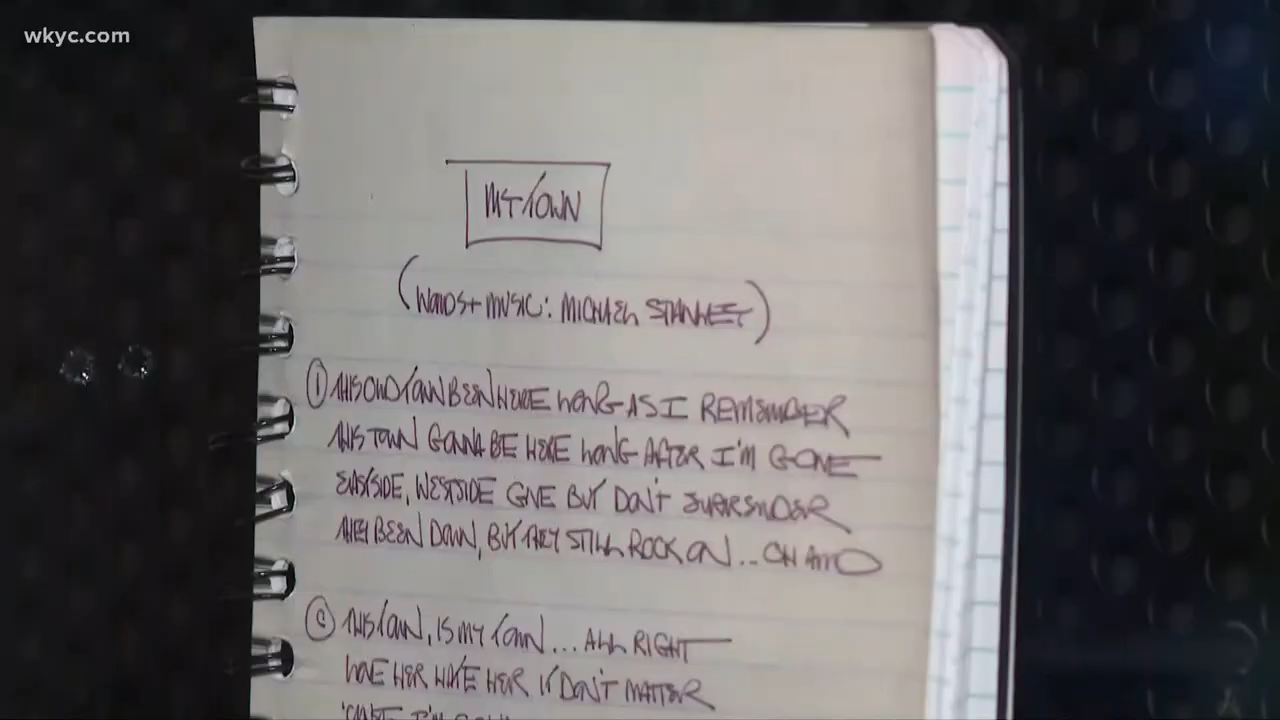 wkyc.com
MY TOWN
(WORDS + MUSIC: MICHAEL STANLEY)
① THIS OLD TOWN BEEN HERE LONG AS I REMEMBER
THIS TOWN GONNA BE HERE LONG AFTER I'M GONE
EASTSIDE, WESTSIDE GIVE BUT DON'T SURRENDER
THEY BEEN DOWN, BUT THEY STILL ROCK ON...
Ⓒ THIS TOWN, IS MY TOWN... ALL RIGHT
LOVE HER HATE HER IT DON'T MATTER
'CAUSE I'M